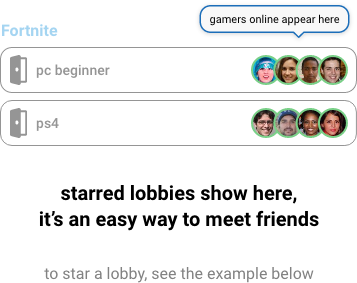 gamers online appear here
Fortnite
pc beginner
ps4
starred lobbies show here,
it’s an easy way to meet friends
to star a lobby, see the example below